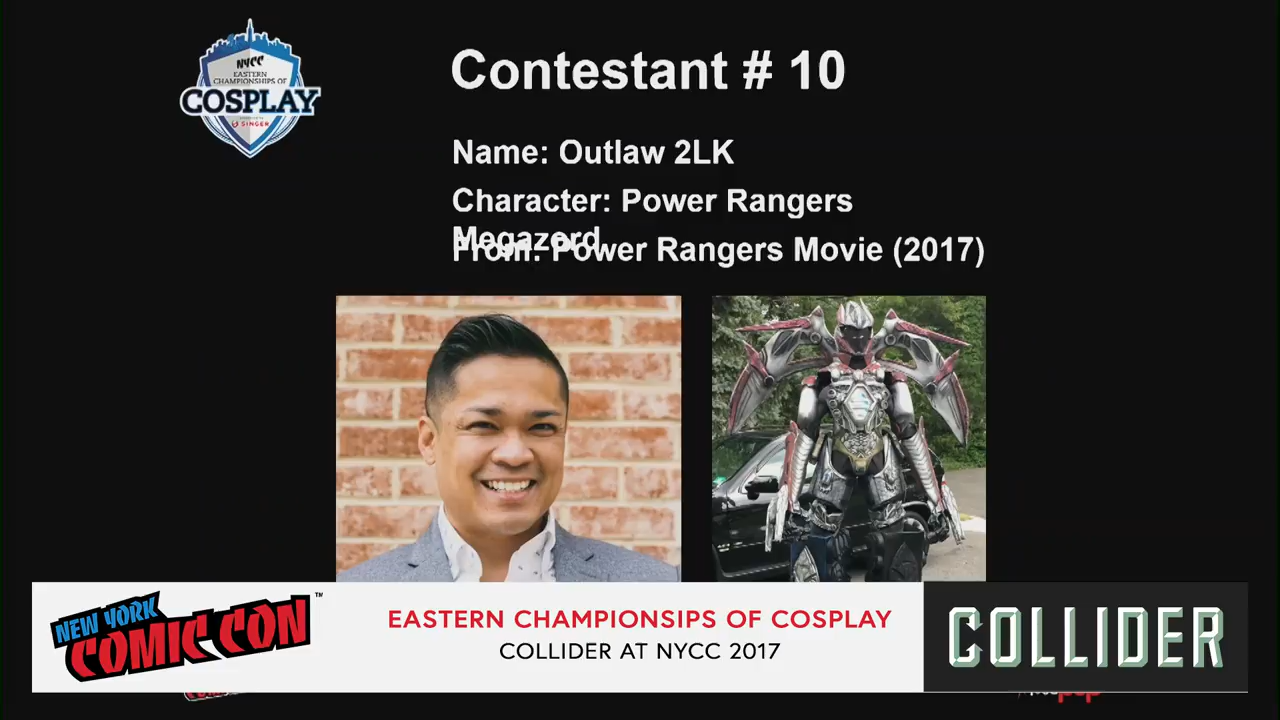 NYCC
EASTERN
CHAMPIONSHIPS OF
COSPLAY
SINGER
Contestant # 10
Name: Outlaw 2LK
Character: Power Rangers
Megazord
From: Power Rangers Movie (2017)
NEW YORK
COMIC CON
TM
EASTERN CHAMPIONSIPS OF COSPLAY
COLLIDER AT NYCC 2017
COLLIDER